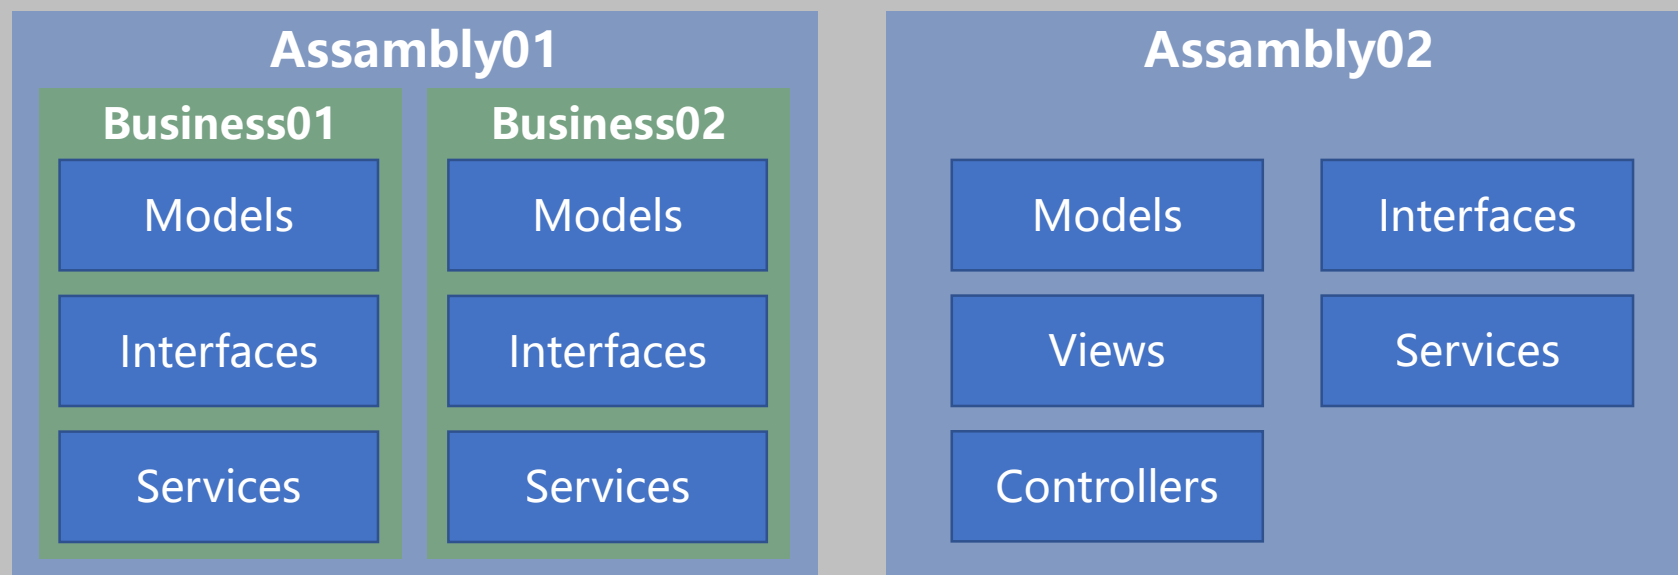 Assambly01
Business01
Models
Interfaces
Services
Business02
Models
Interfaces
Services
Assambly02
Models
Interfaces
Views
Services
Controllers